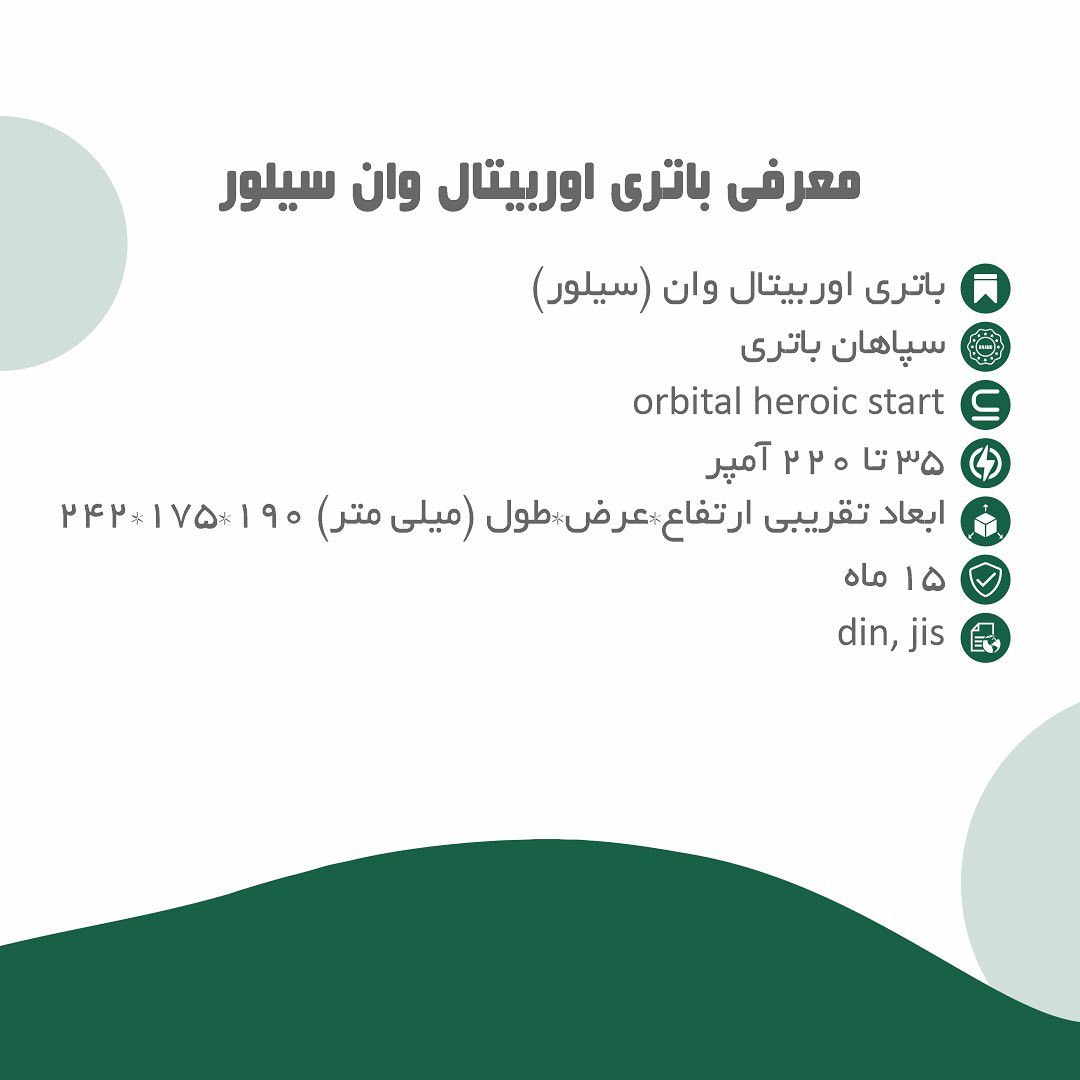 معرفی باتری اوربیتال وان سیلور
باتری اوربیتال وان (سیلور)
سپاهان باتری
BRAND
orbital heroic start
۳۵ تا ۲۲۰ آمپر
ابعاد تقریبی ارتفاع*عرض*طول (میلی متر) ۱۹۰*۱۷۵*۲۴۲
۱۵ ماه
din, jis